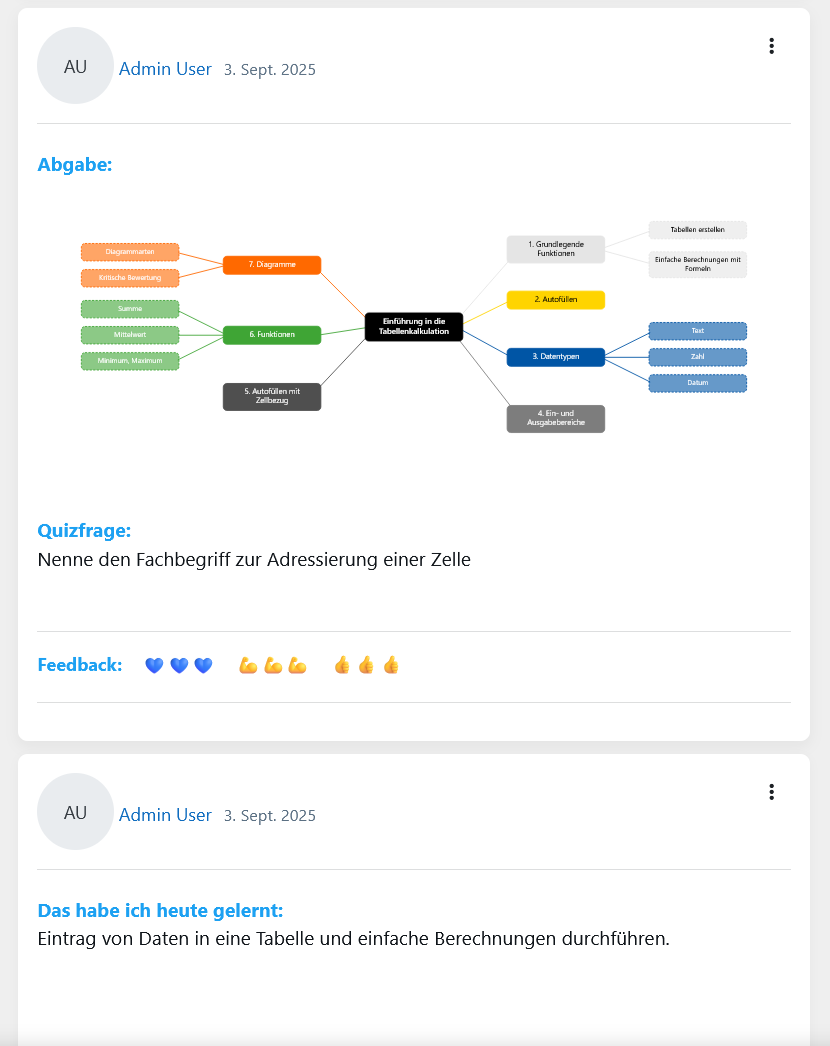 AU
Admin User 3. Sept. 2025
Abgabe:
Diagrammarten
Kritische Bewertung
7. Diagramme
Summe
Mittelwert
Minimum, Maximum
6. Funktionen
5. Autofüllen mit
Zellbezug
Einführung in die
Tabellenkalkulation
1. Grundlegende
Funktionen
Tabellen erstellen
Einfache Berechnungen mit
Formeln
2. Autofüllen
3. Datentypen
Text
Zahl
Datum
4. Ein- und
Ausgabebereiche
Quizfrage:
Nenne den Fachbegriff zur Adressierung einer Zelle
Feedback: 💙 💙 💙 💪 💪 💪 👍 👍 👍
AU
Admin User 3. Sept. 2025
Das habe ich heute gelernt:
Eintrag von Daten in eine Tabelle und einfache Berechnungen durchführen.